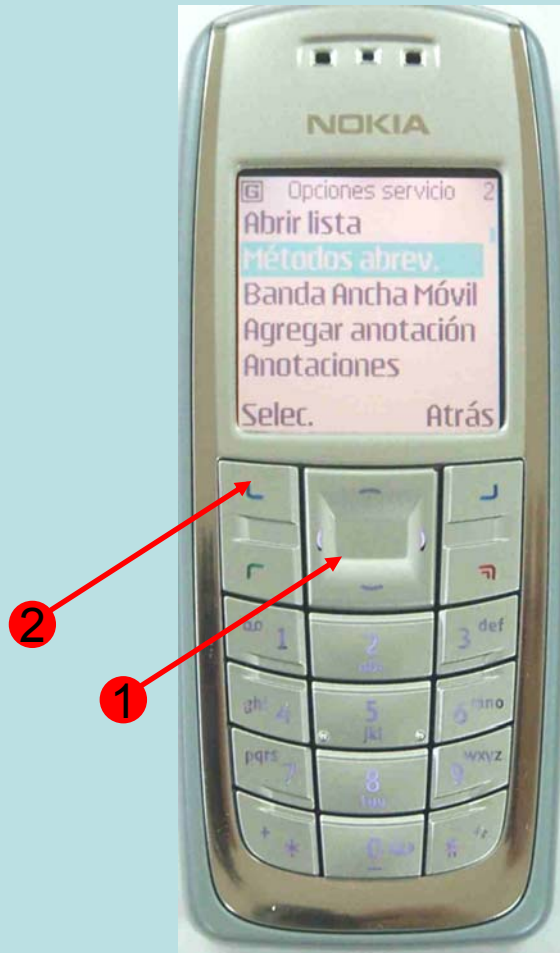 NOKIA
G Opciones servicio 2
Abrir lista
Métodos abrev.
Banda Ancha Móvil
Agregar anotación
Anotaciones
Selec. Atrás
2
1
1
2
3 def
ghi 4
5
jkl
6 mno
pqrs 7
8
tuv
9 wxyz
+ *
0
#